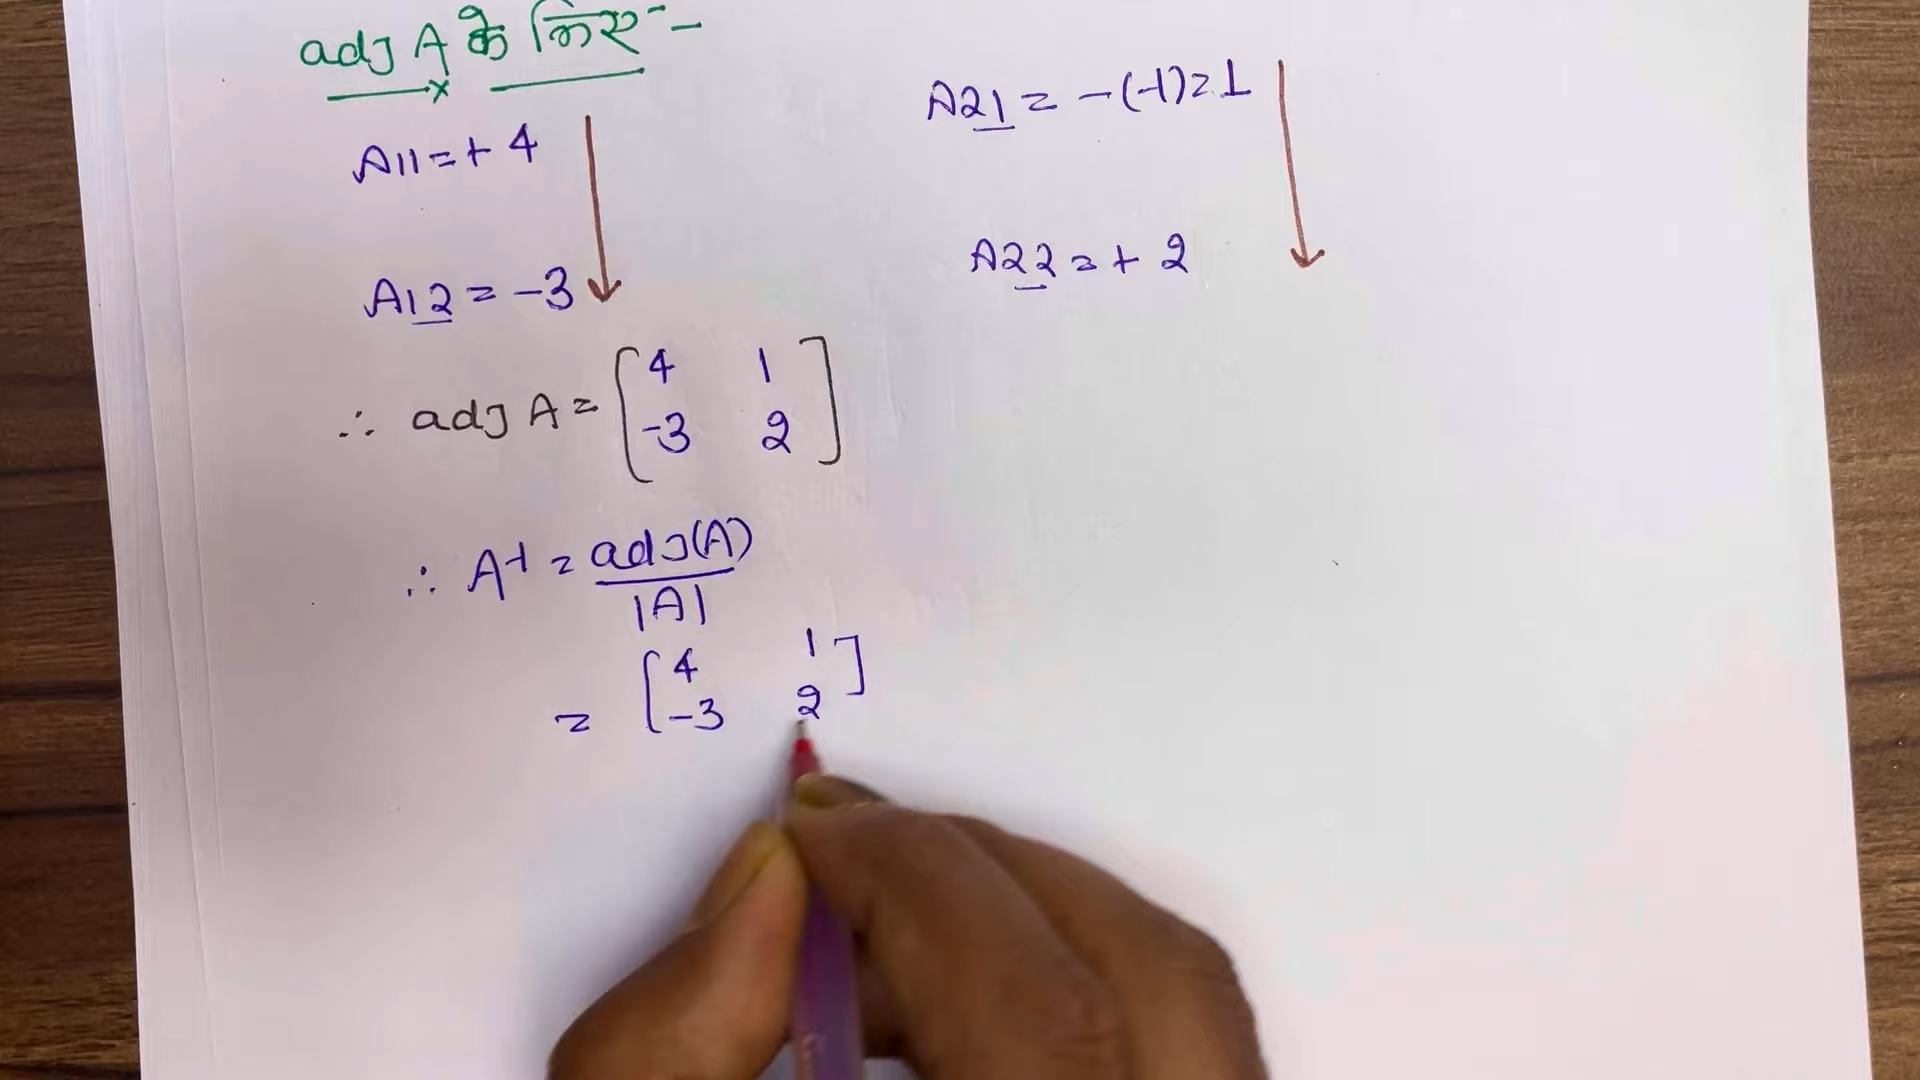 adj A के लिए -
A11 = + 4
A12 = -3
A21 = -(-1) = 1
A22 = + 2
∴ adj A = [4 1
-3 2]
∴ A-1 = adj(A)
|A|
= [4 1
-3 2]